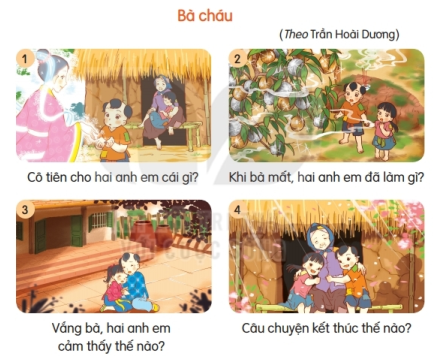 Bà cháu
(Theo Trần Hoài Dương)
1
2
Cô tiên cho hai anh em cái gì?
Khi bà mất, hai anh em đã làm gì?
3
4
Vắng bà, hai anh em
cảm thấy thế nào?
Câu chuyện kết thúc thế nào?